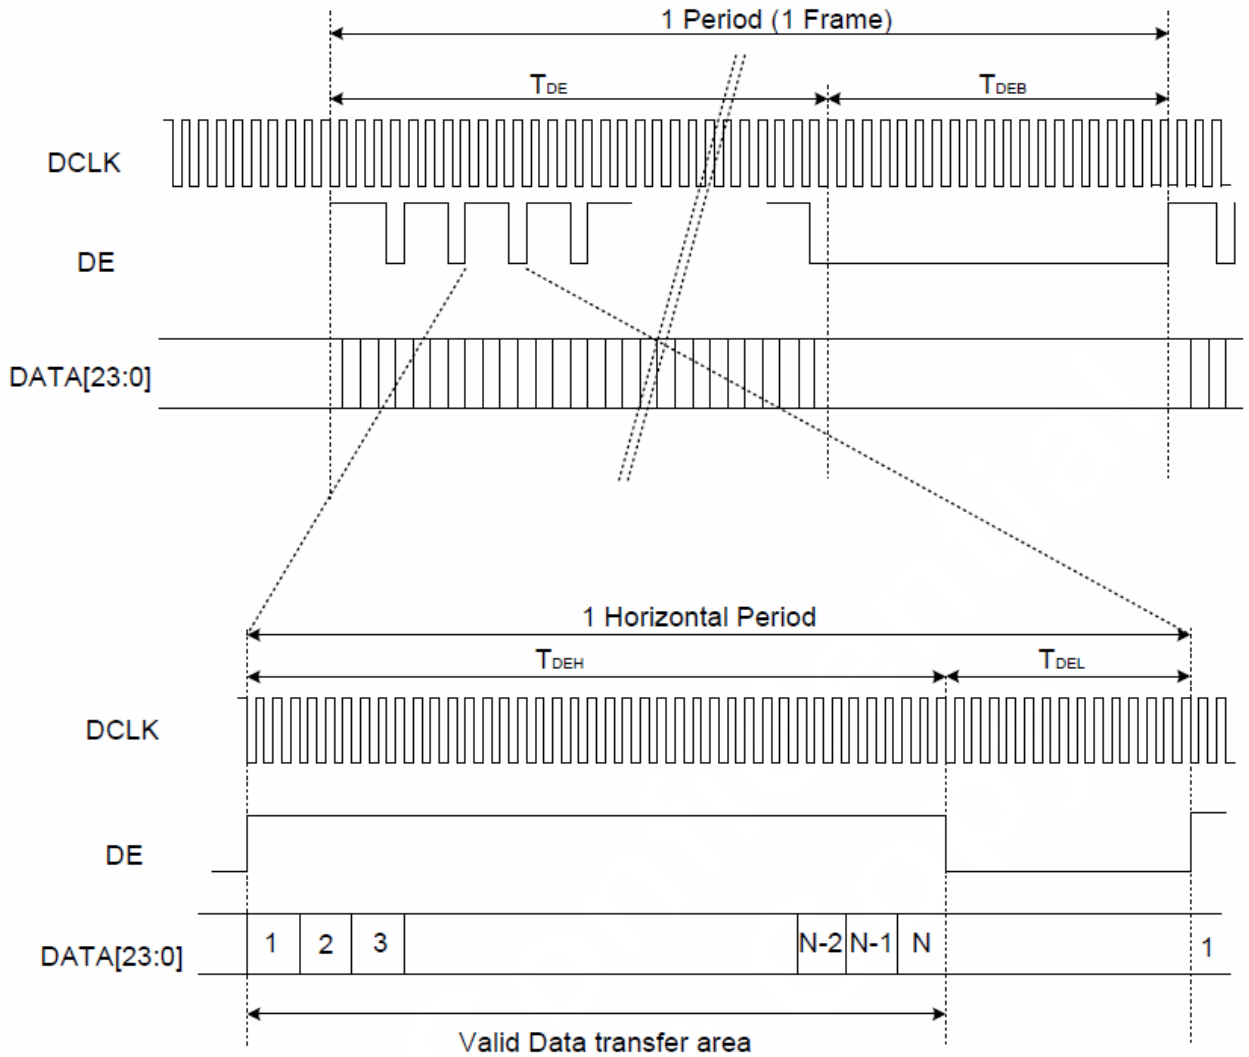 1 Period (1 Frame)
TDE
TDEB
DCLK
DE
DATA[23:0]
1 Horizontal Period
TDEH
TDEL
DCLK
DE
DATA[23:0]
1 2 3 N-2 N-1 N 1
Valid Data transfer area